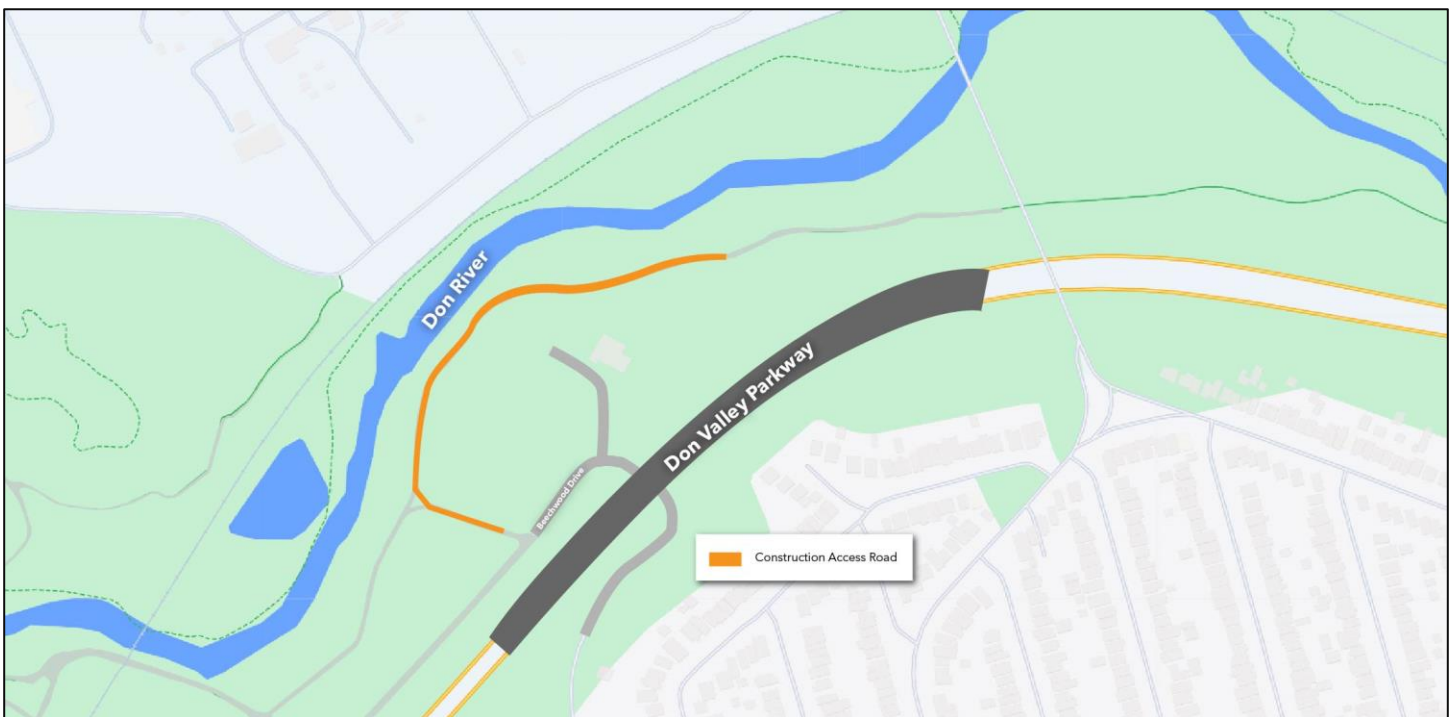 Don River
Don Valley Parkway
Beechwood Drive
Construction Access Road